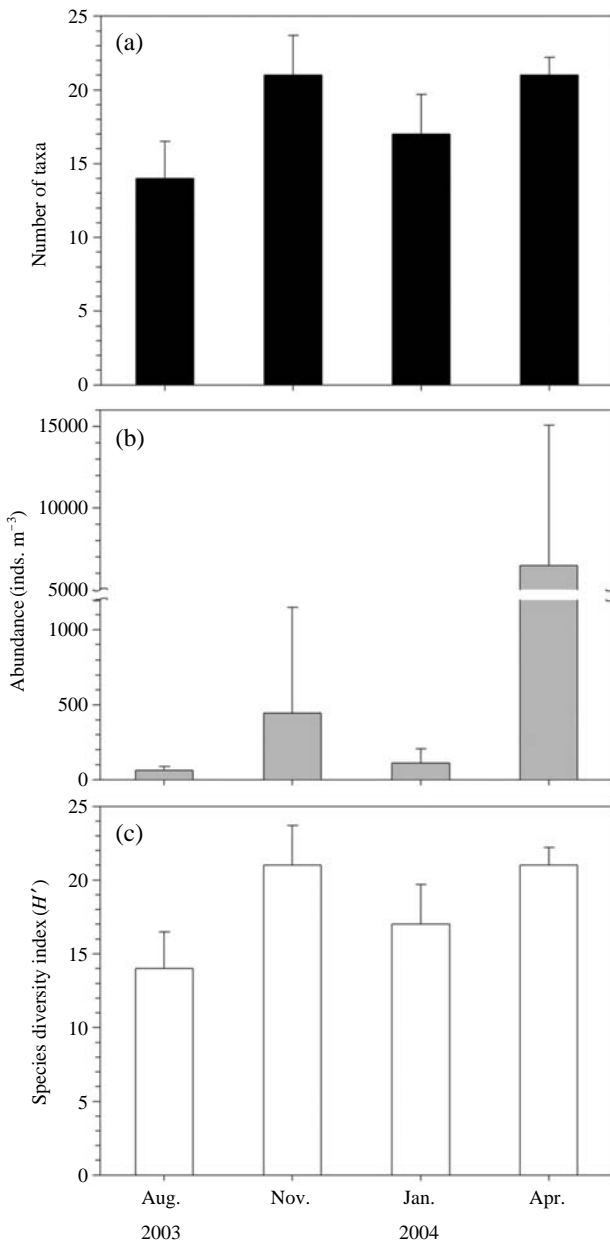 (a)
Number of taxa
25
20
15
10
5
0
(b)
Abundance (inds. m⁻³)
15000
10000
5000
1000
500
0
(c)
Species diversity index (H′)
25
20
15
10
5
0
Aug. Nov. Jan. Apr.
2003 2004